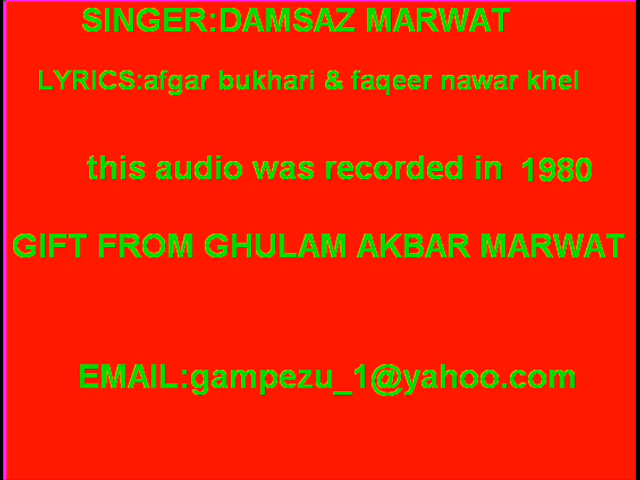 SINGER:DAMSAZ MARWAT
LYRICS:afgar bukhari & faqeer nawar khel
this audio was recorded in 1980
GIFT FROM GHULAM AKBAR MARWAT
EMAIL:gampezu_1@yahoo.com